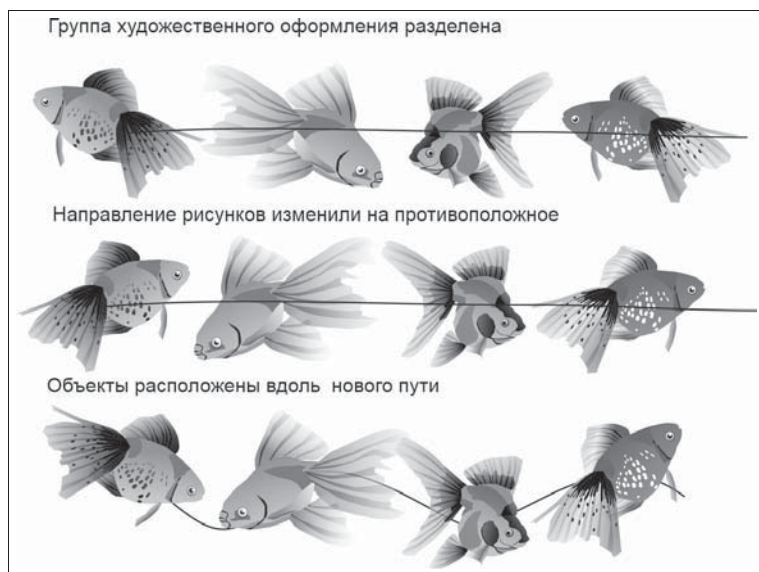 Группа художественного оформления разделена
Направление рисунков изменили на противоположное
Объекты расположены вдоль нового пути